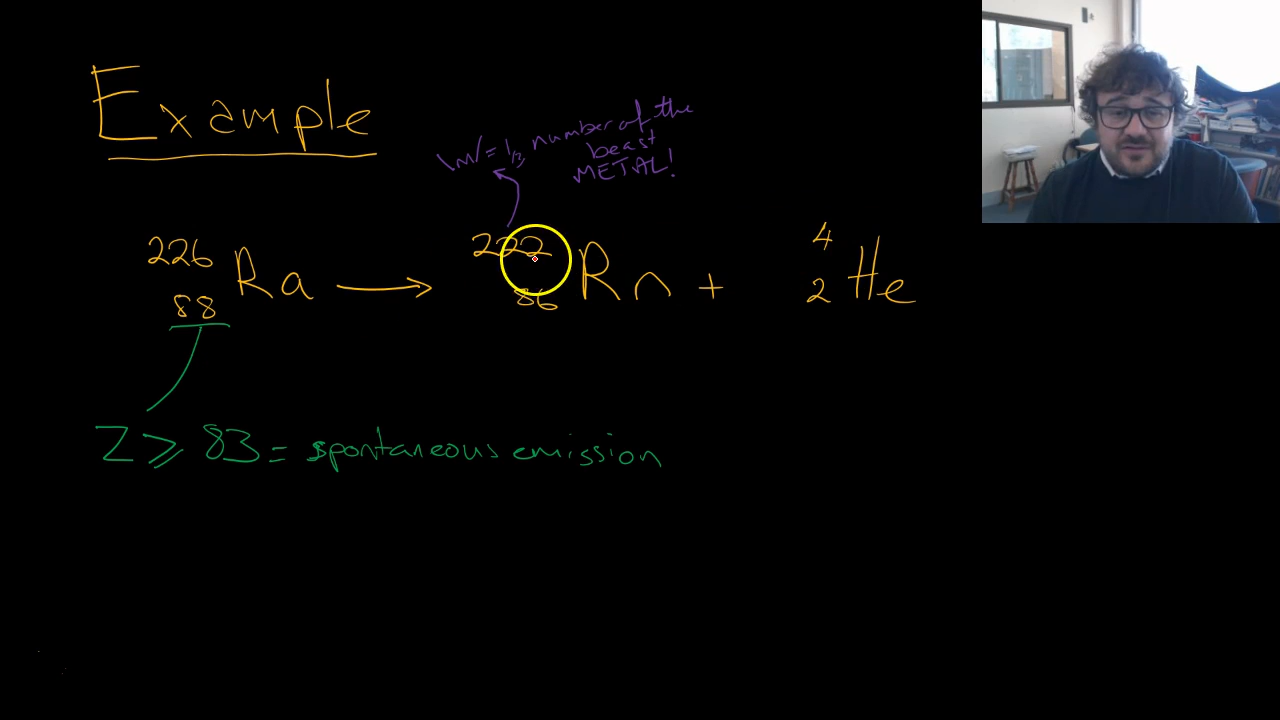 Example
\m/ = 1/3, number of the
beast
METAL!
226
88 Ra → 222
86 Rn + 4
2 He
Z ⩾ 83 = spontaneous emission